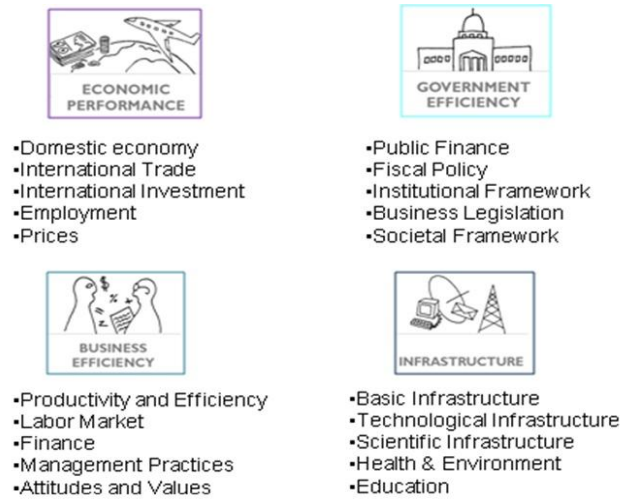 ECONOMIC
PERFORMANCE
▪Domestic economy
▪International Trade
▪International Investment
▪Employment
▪Prices
GOVERNMENT
EFFICIENCY
▪Public Finance
▪Fiscal Policy
▪Institutional Framework
▪Business Legislation
▪Societal Framework
$
%
+
=
z
BUSINESS
EFFICIENCY
▪Productivity and Efficiency
▪Labor Market
▪Finance
▪Management Practices
▪Attitudes and Values
INFRASTRUCTURE
▪Basic Infrastructure
▪Technological Infrastructure
▪Scientific Infrastructure
▪Health & Environment
▪Education